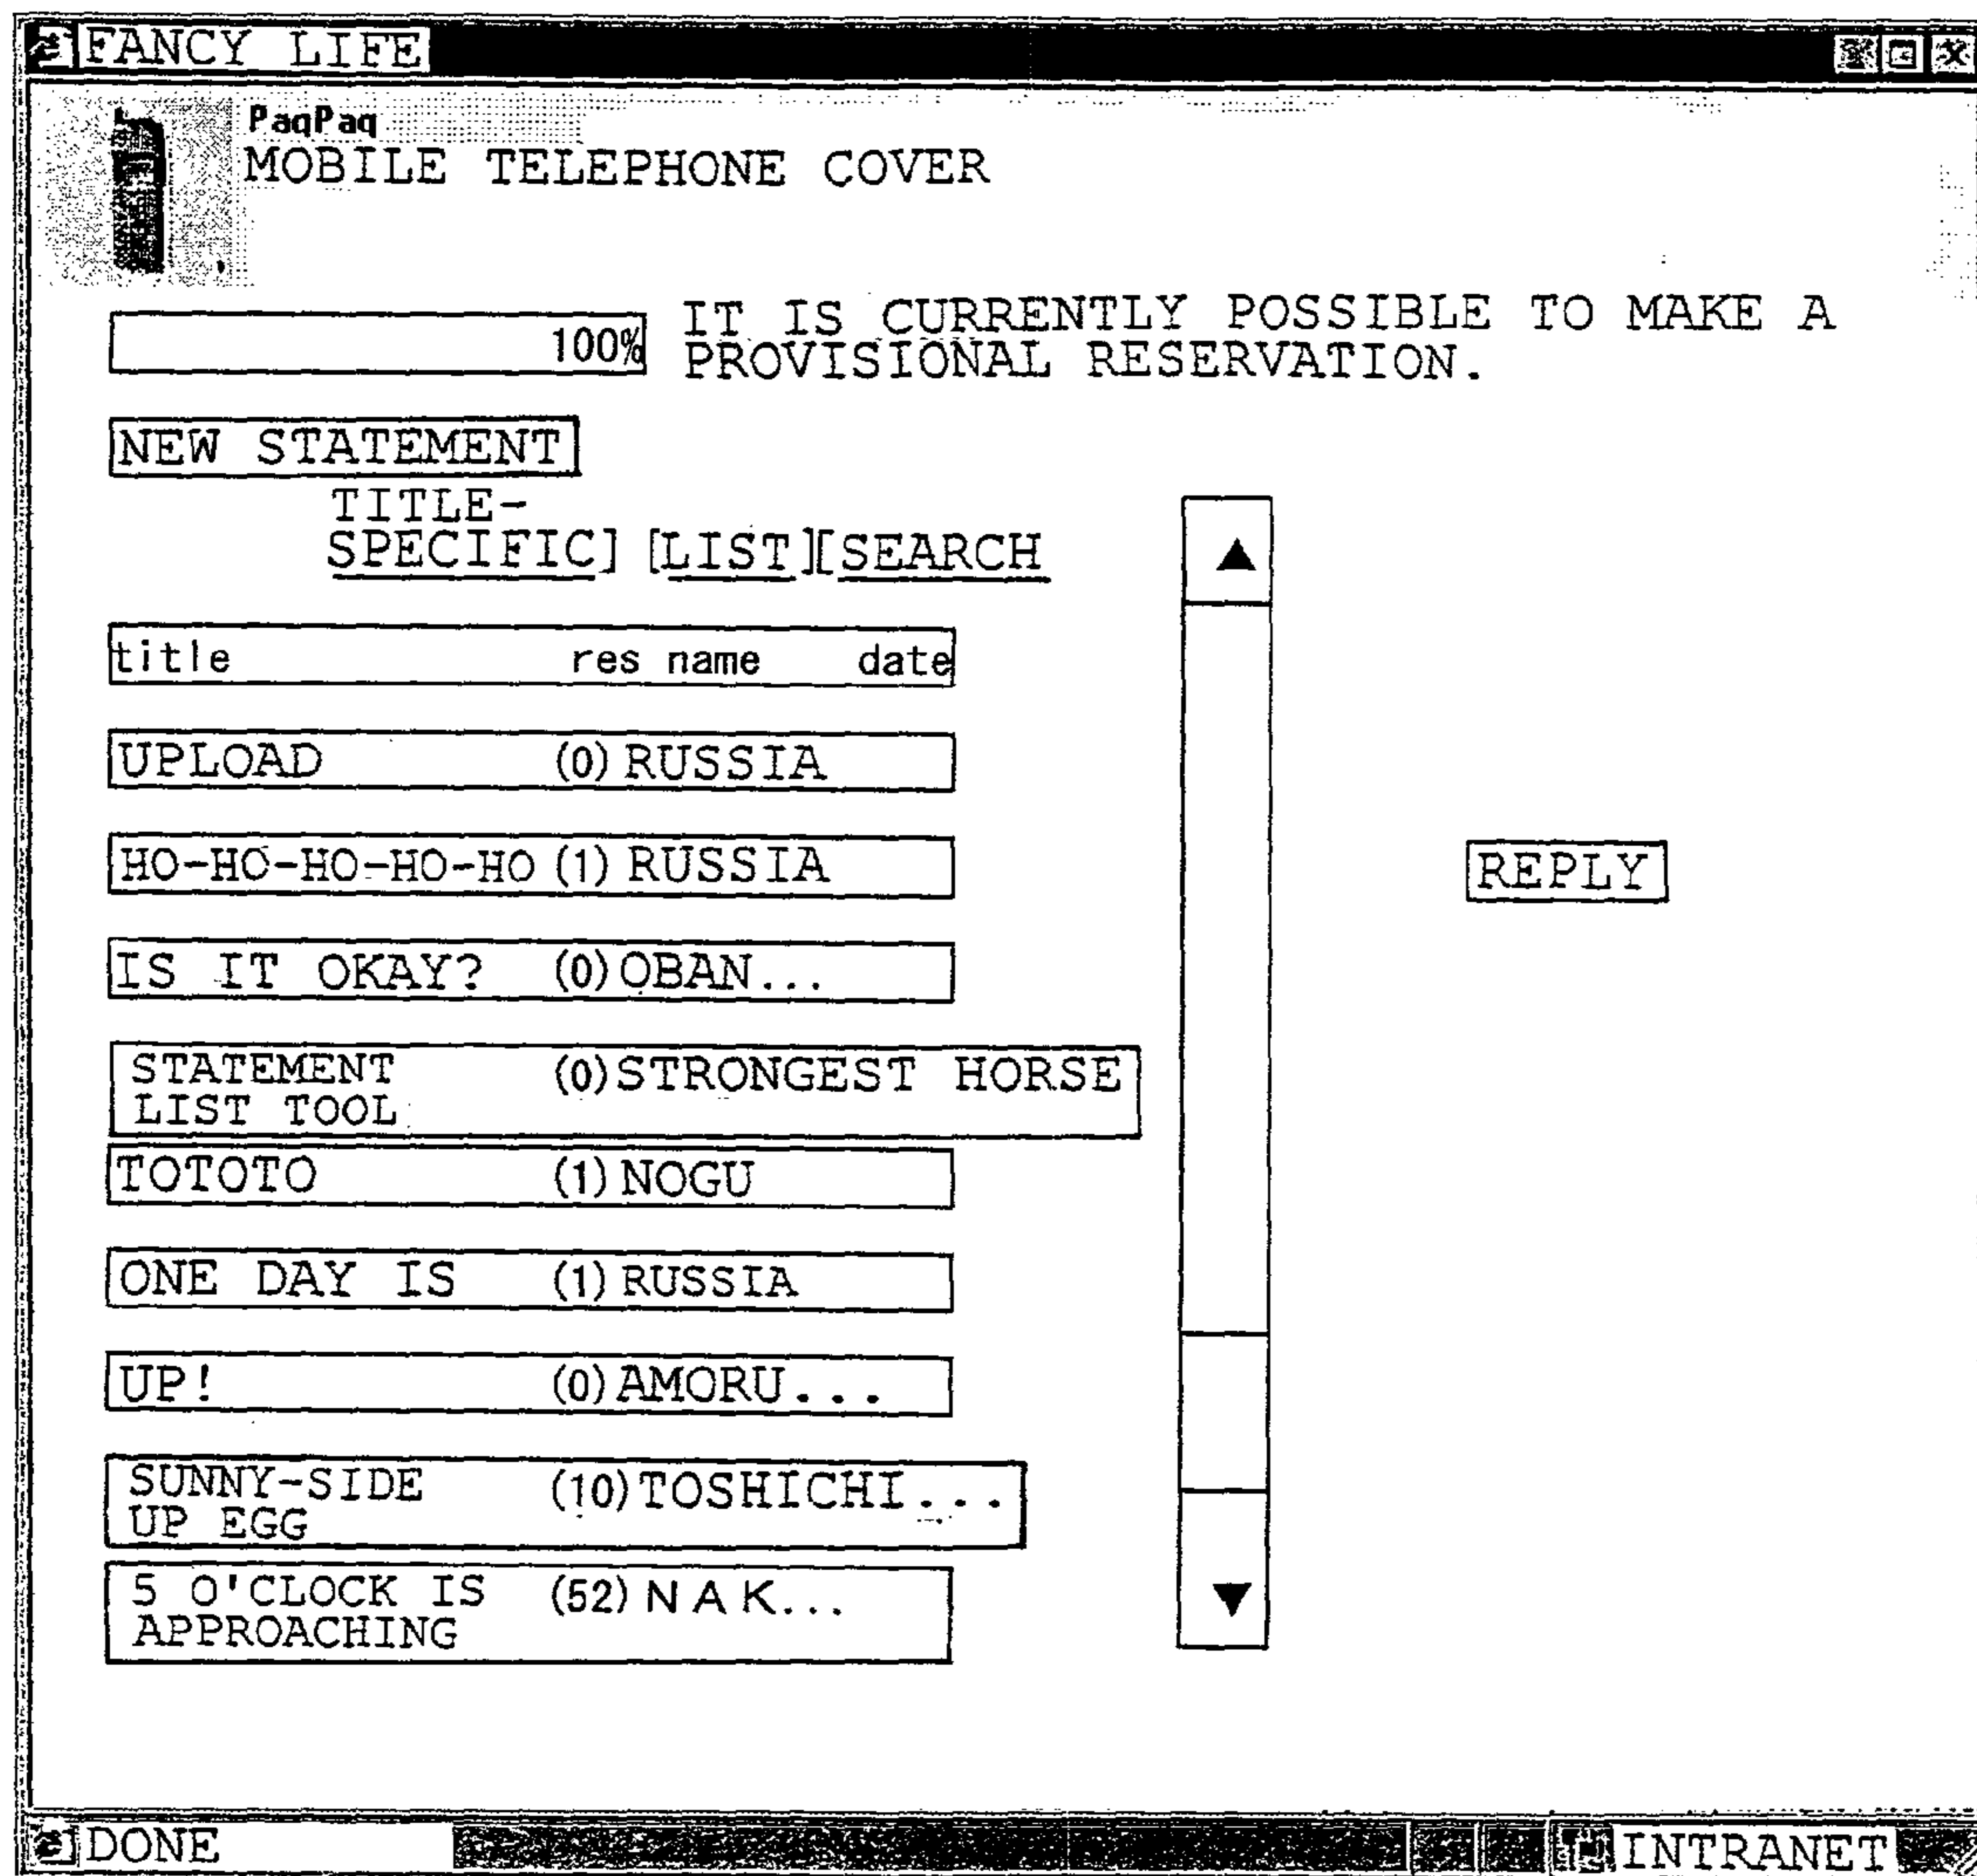 FANCY LIFE
PaqPaq
MOBILE TELEPHONE COVER
100%
IT IS CURRENTLY POSSIBLE TO MAKE A
PROVISIONAL RESERVATION.
NEW STATEMENT
TITLE-
SPECIFIC] [LIST][SEARCH
title res name date
UPLOAD (0) RUSSIA
HO-HO-HO-HO-HO (1) RUSSIA
REPLY
IS IT OKAY? (0) OBAN...
STATEMENT (0) STRONGEST HORSE
LIST TOOL
TOTOTO (1) NOGU
ONE DAY IS (1) RUSSIA
UP! (0) AMORU...
SUNNY-SIDE (10) TOSHICHI...
UP EGG
5 O'CLOCK IS (52) NAK...
APPROACHING
DONE
INTRANET